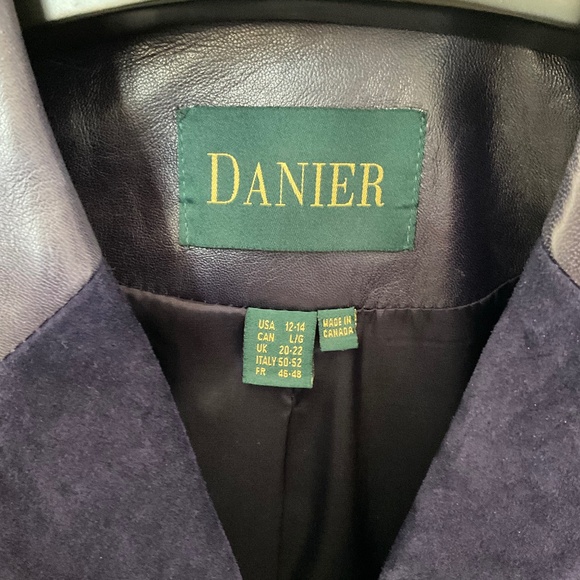 DANIER
USA 12-14
CAN L/G
UK 20-22
ITALY 50-52
FR 46-48
MADE IN
CANADA